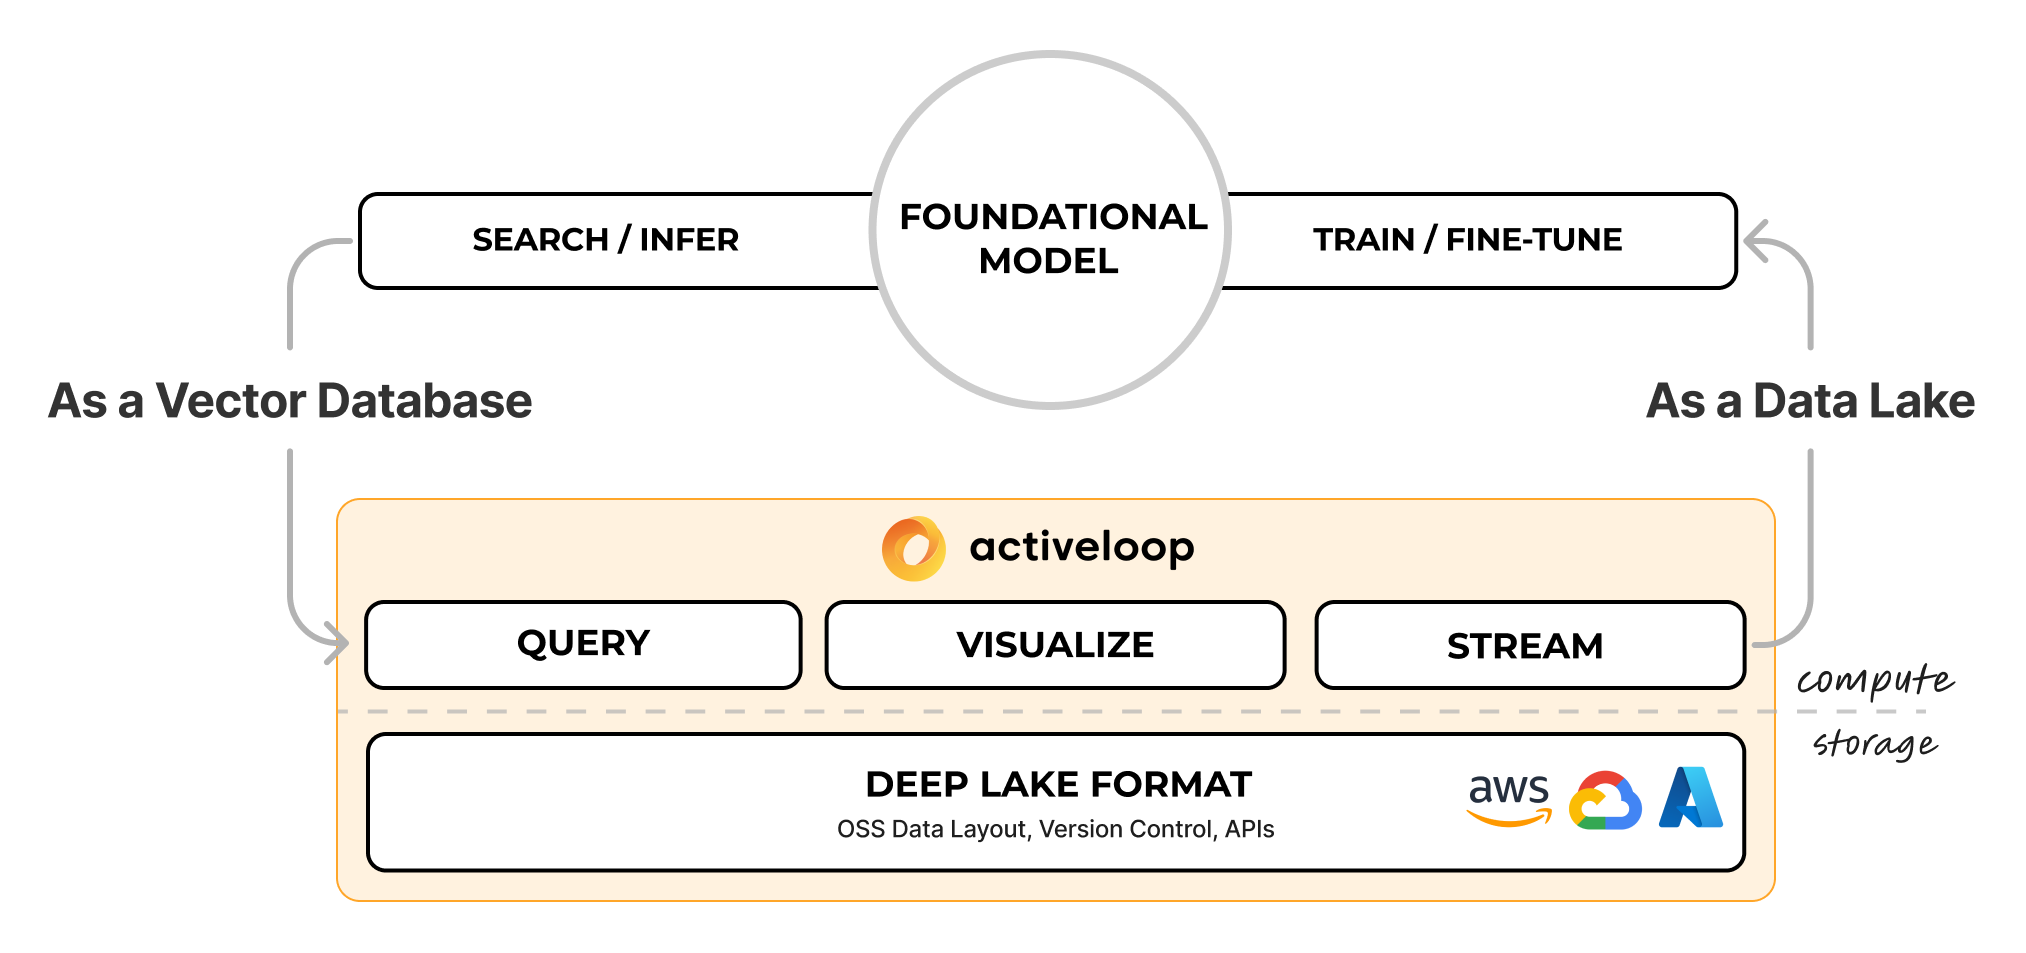 FOUNDATIONAL
MODEL
SEARCH / INFER
TRAIN / FINE-TUNE
As a Vector Database
As a Data Lake
activeloop
QUERY
VISUALIZE
STREAM
compute
storage
DEEP LAKE FORMAT
OSS Data Layout, Version Control, APIs
aws